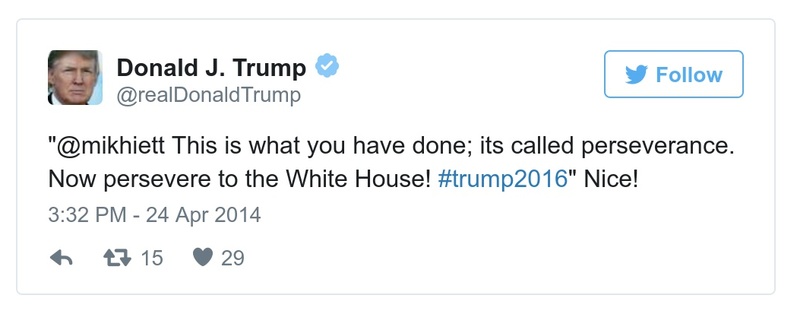 Donald J. Trump
@realDonaldTrump
Follow
"@mikhiett This is what you have done; its called perseverance.
Now persevere to the White House! #trump2016" Nice!
3:32 PM - 24 Apr 2014
15 29